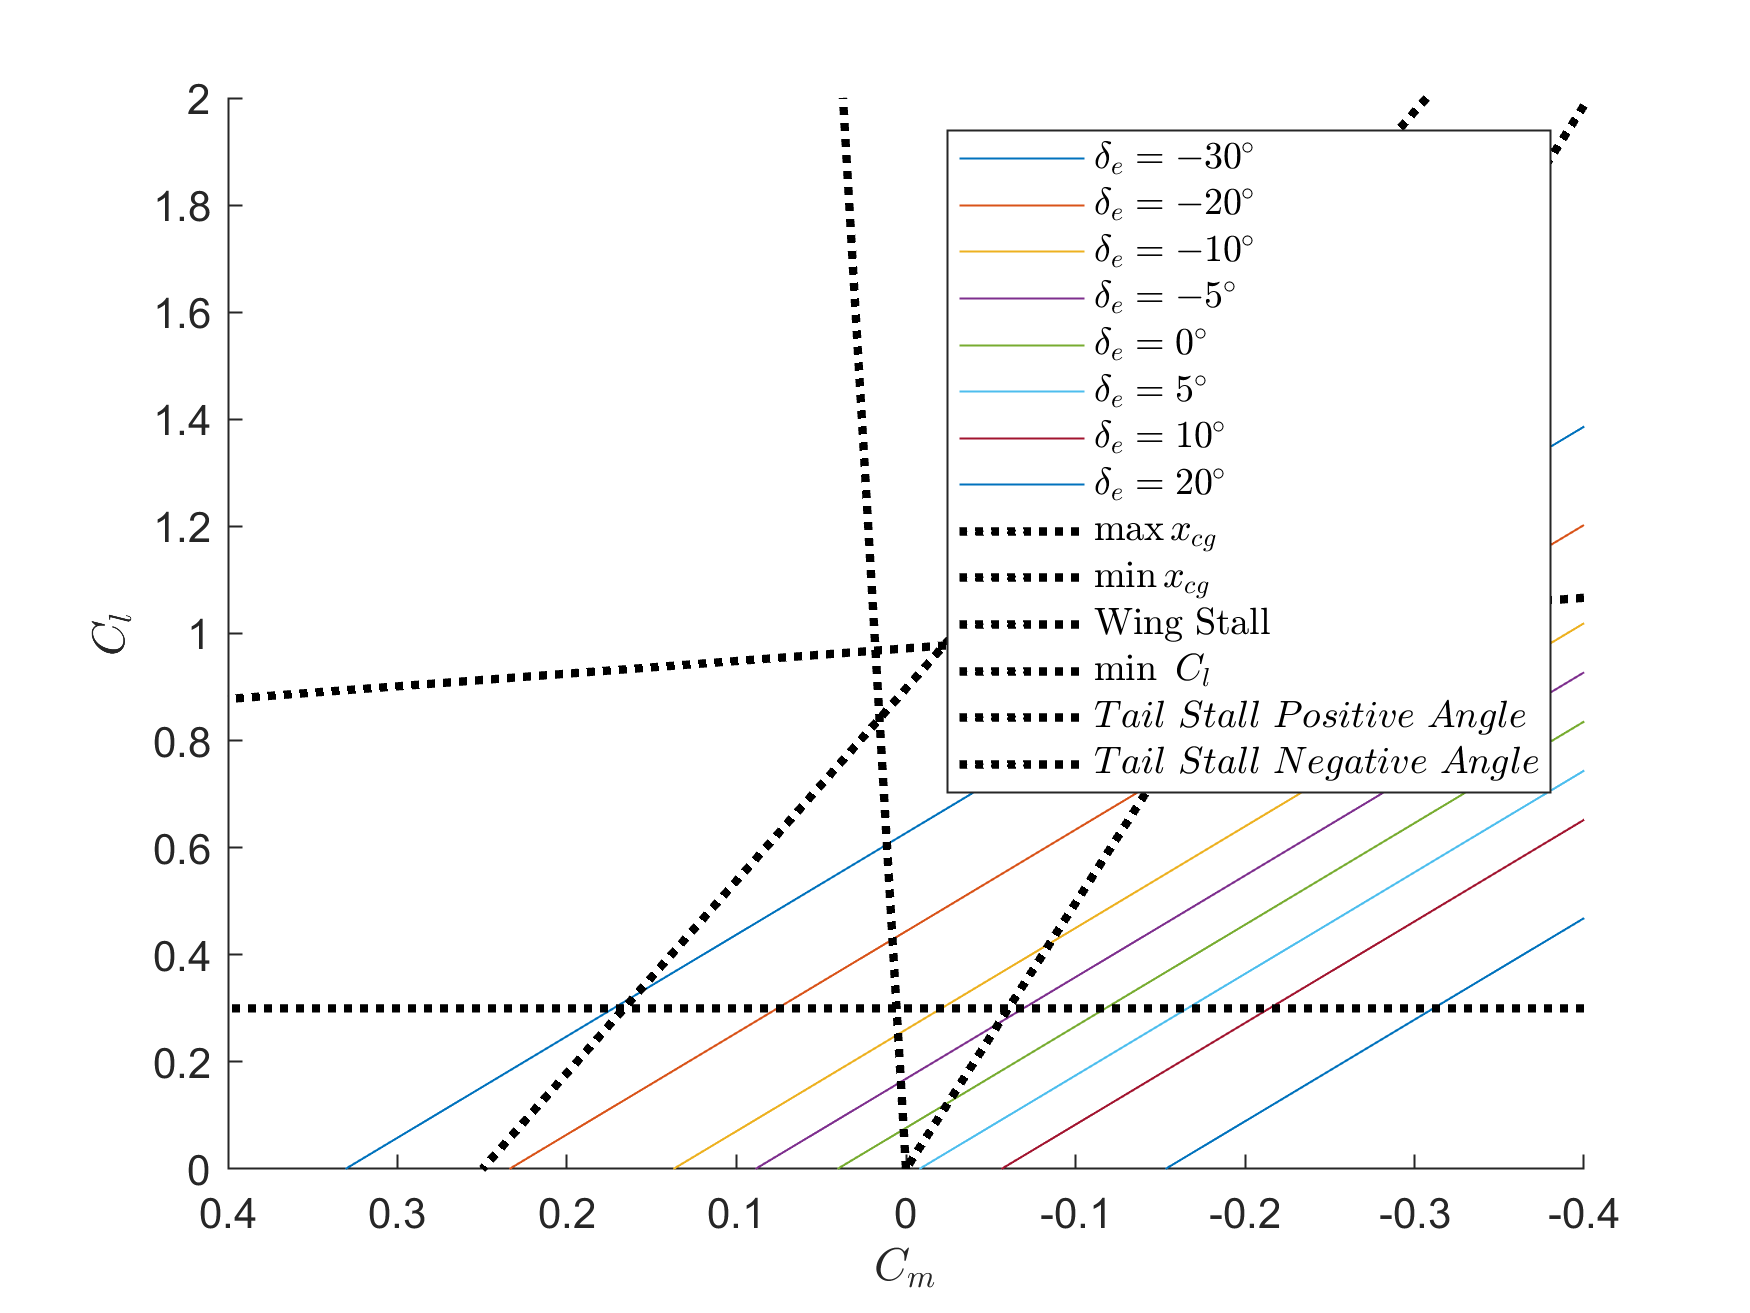 2
1.8
1.6
1.4
1.2
1
0.8
0.6
0.4
0.2
0
C_l
0.4 0.3 0.2 0.1 0 -0.1 -0.2 -0.3 -0.4
C_m
δ_e = −30°
δ_e = −20°
δ_e = −10°
δ_e = −5°
δ_e = 0°
δ_e = 5°
δ_e = 10°
δ_e = 20°
max x_cg
min x_cg
Wing Stall
min C_l
Tail Stall Positive Angle
Tail Stall Negative Angle